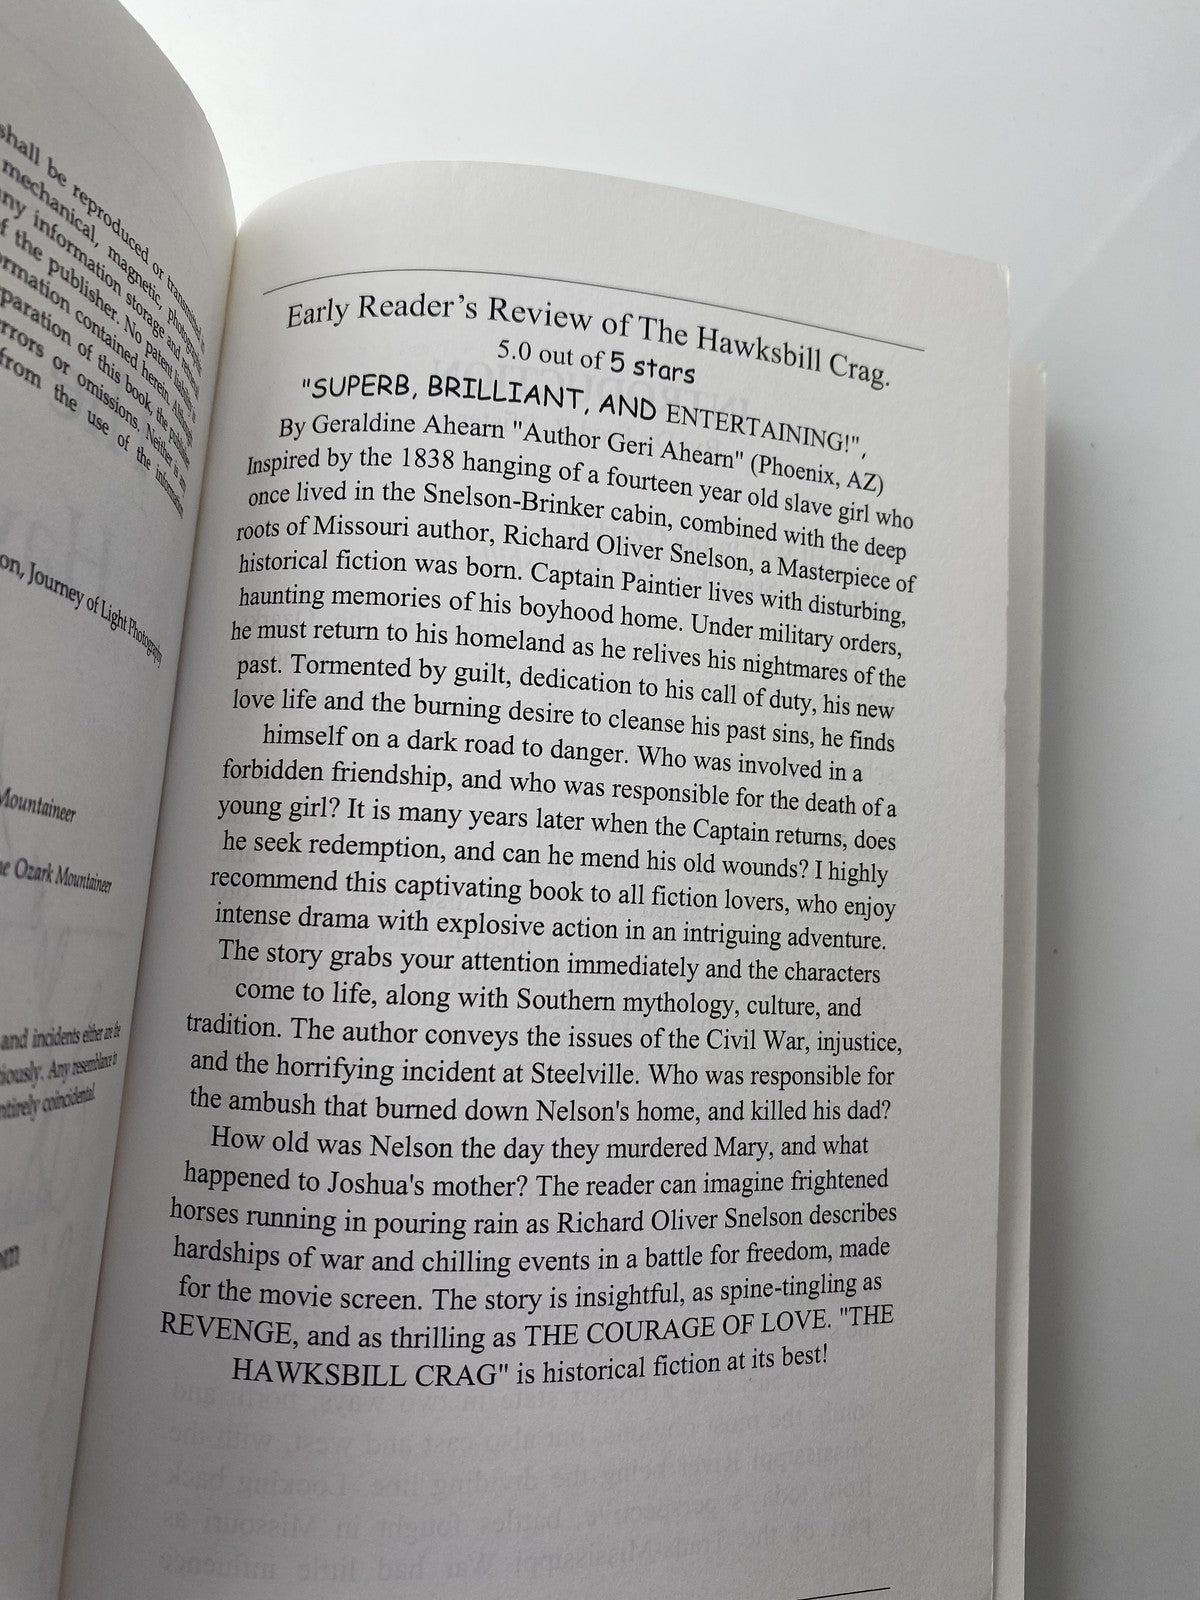 shall be reproduced or transmitted
mechanical, magnetic, photographic
any information storage and retrieval
of the publisher. No patent liability is
formation contained herein. Although
paration of this book, the publisher
errors or omissions. Neither is any
from the use of the information
on, Journey of Light Photography
Mountaineer
he Ozark Mountaineer
and incidents either are the
tiously. Any resemblance to
entirely coincidental.
om
Early Reader's Review of The Hawksbill Crag.
5.0 out of 5 stars
"SUPERB, BRILLIANT, AND ENTERTAINING!",
By Geraldine Ahearn "Author Geri Ahearn" (Phoenix, AZ)
Inspired by the 1838 hanging of a fourteen year old slave girl who
once lived in the Snelson-Brinker cabin, combined with the deep
roots of Missouri author, Richard Oliver Snelson, a Masterpiece of
historical fiction was born. Captain Paintier lives with disturbing,
haunting memories of his boyhood home. Under military orders,
he must return to his homeland as he relives his nightmares of the
past. Tormented by guilt, dedication to his call of duty, his new
love life and the burning desire to cleanse his past sins, he finds
himself on a dark road to danger. Who was involved in a
forbidden friendship, and who was responsible for the death of a
young girl? It is many years later when the Captain returns, does
he seek redemption, and can he mend his old wounds? I highly
recommend this captivating book to all fiction lovers, who enjoy
intense drama with explosive action in an intriguing adventure.
The story grabs your attention immediately and the characters
come to life, along with Southern mythology, culture, and
tradition. The author conveys the issues of the Civil War, injustice,
and the horrifying incident at Steelville. Who was responsible for
the ambush that burned down Nelson's home, and killed his dad?
How old was Nelson the day they murdered Mary, and what
happened to Joshua's mother? The reader can imagine frightened
horses running in pouring rain as Richard Oliver Snelson describes
hardships of war and chilling events in a battle for freedom, made
for the movie screen. The story is insightful, as spine-tingling as
REVENGE, and as thrilling as THE COURAGE OF LOVE. "THE
HAWKSBILL CRAG" is historical fiction at its best!